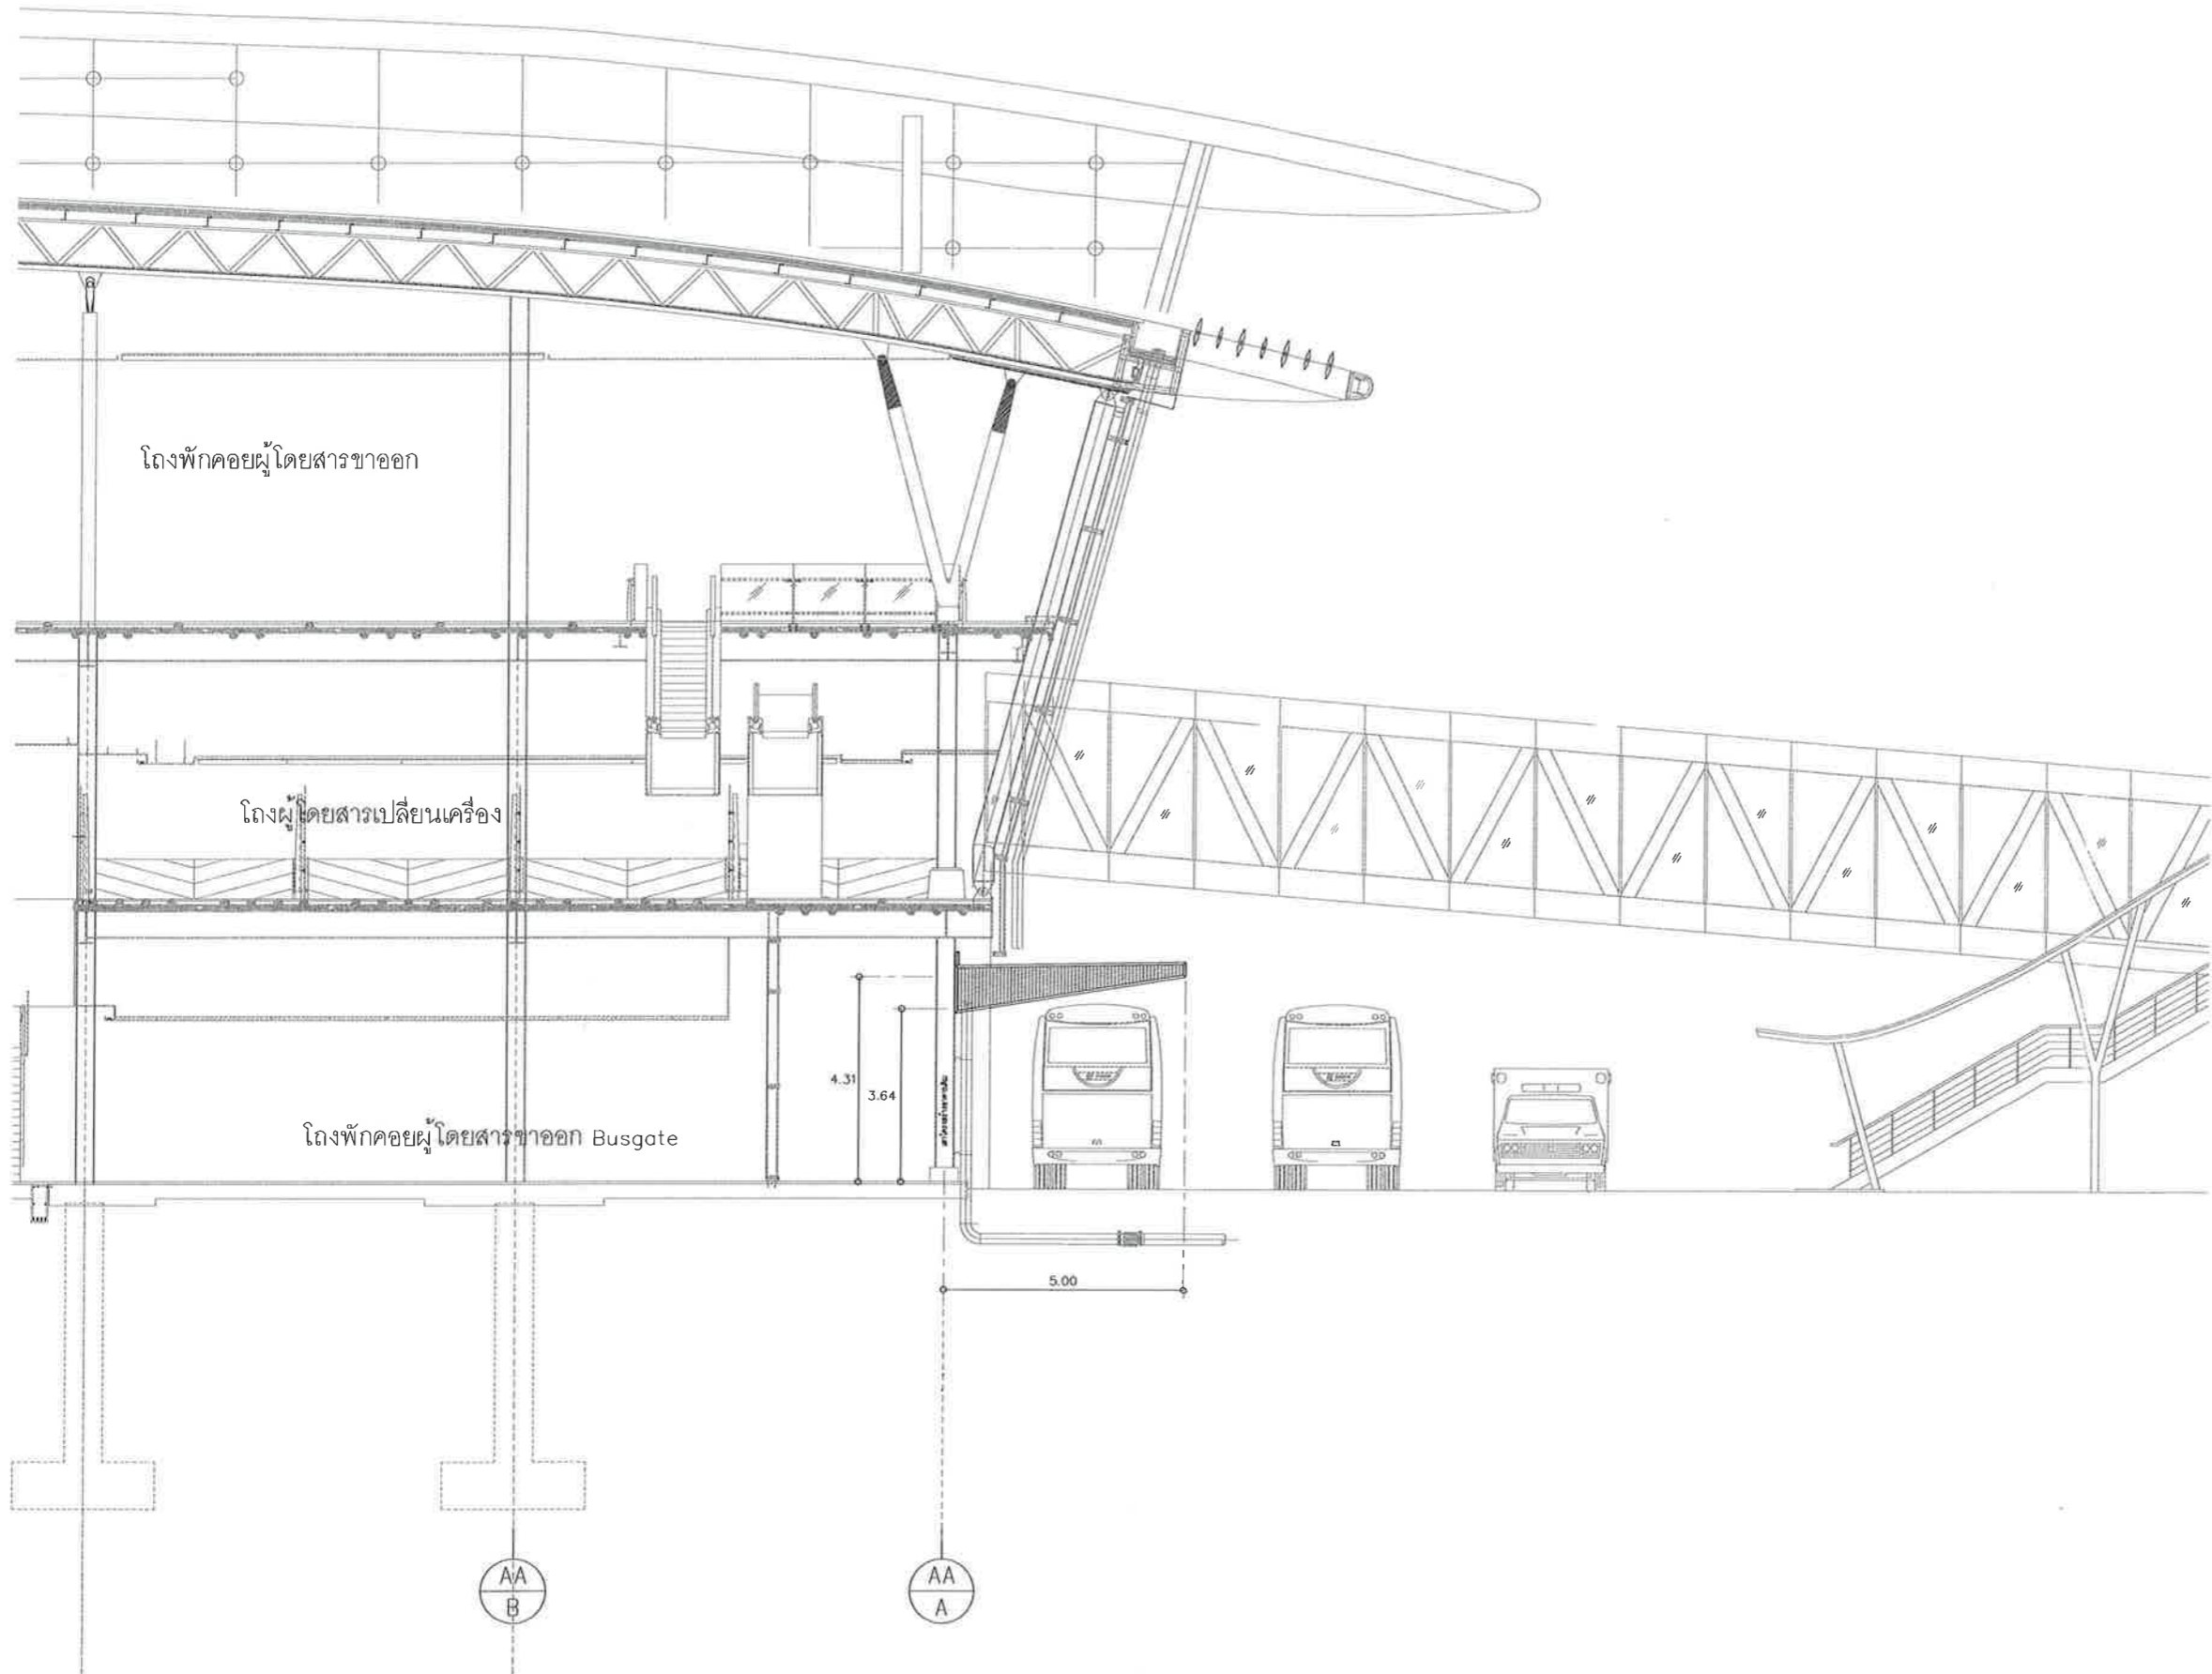 โถงพักคอยผู้โดยสารขาออก
โถงผู้โดยสารเปลี่ยนเครื่อง
4.31
3.64
โถงพักคอยผู้โดยสารขาออก Busgate
5.00
AA
B
AA
A